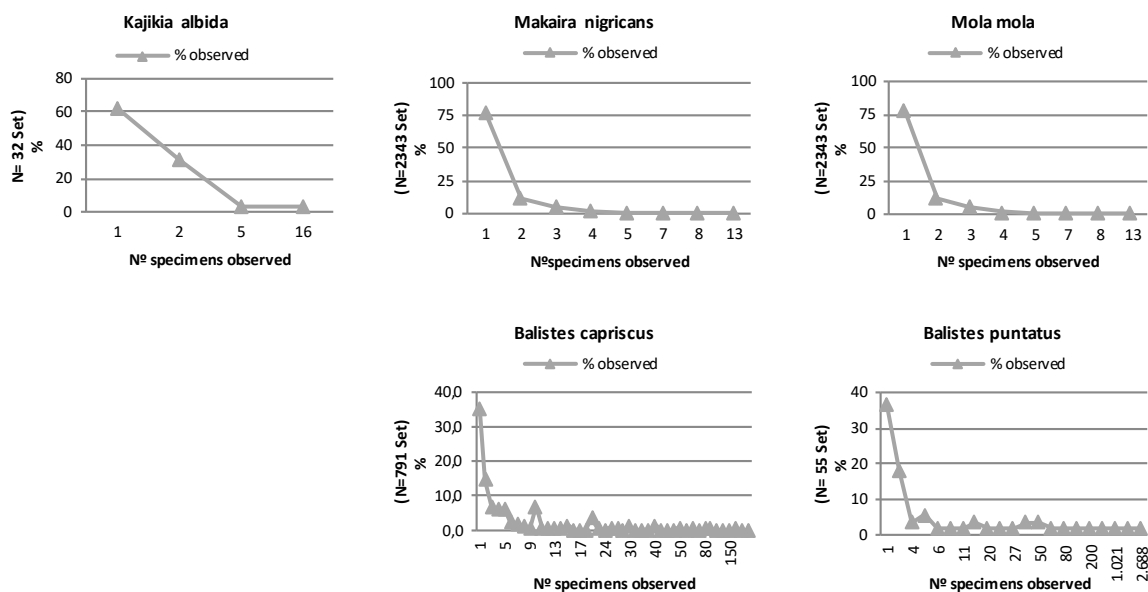 Kajikia albida
% observed
N= 32 Set)
%
80
60
40
20
0
1 2 5 16
Nº specimens observed
Makaira nigricans
% observed
(N=2343 Set)
%
100
75
50
25
0
1 2 3 4 5 7 8 13
Nºspecimens observed
Mola mola
% observed
(N=2343 Set)
%
100
75
50
25
0
1 2 3 4 5 7 8 13
Nº specimens observed
Balistes capriscus
% observed
(N=791 Set)
%
40,0
30,0
20,0
10,0
0,0
1 5 9 13 17 24 30 40 50 80 150
Nº specimens observed
Balistes puntatus
% observed
(N= 55 Set)
%
40
30
20
10
0
1 4 6 11 20 27 50 80 200 1.021 2.688
Nº specimens observed